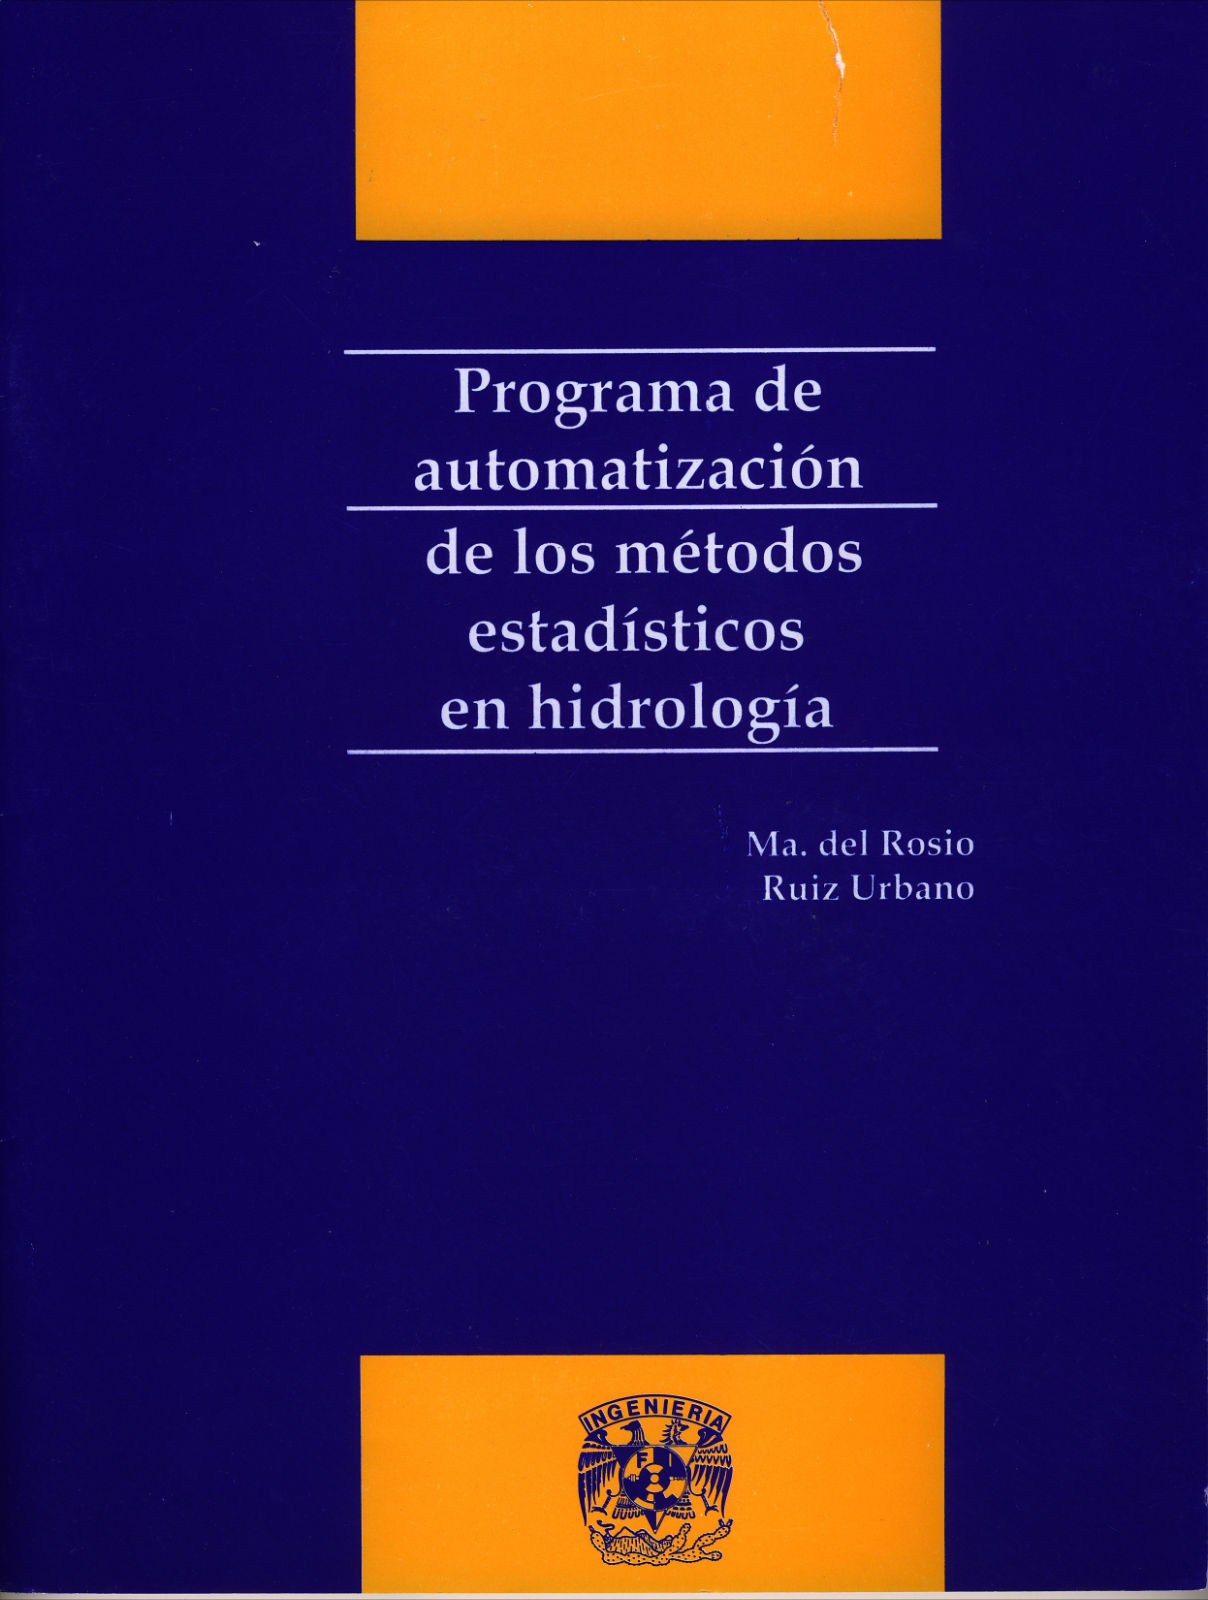 Programa de
automatización
de los métodos
estadísticos
en hidrología
Ma. del Rosio
Ruiz Urbano
INGENIERIA
F I